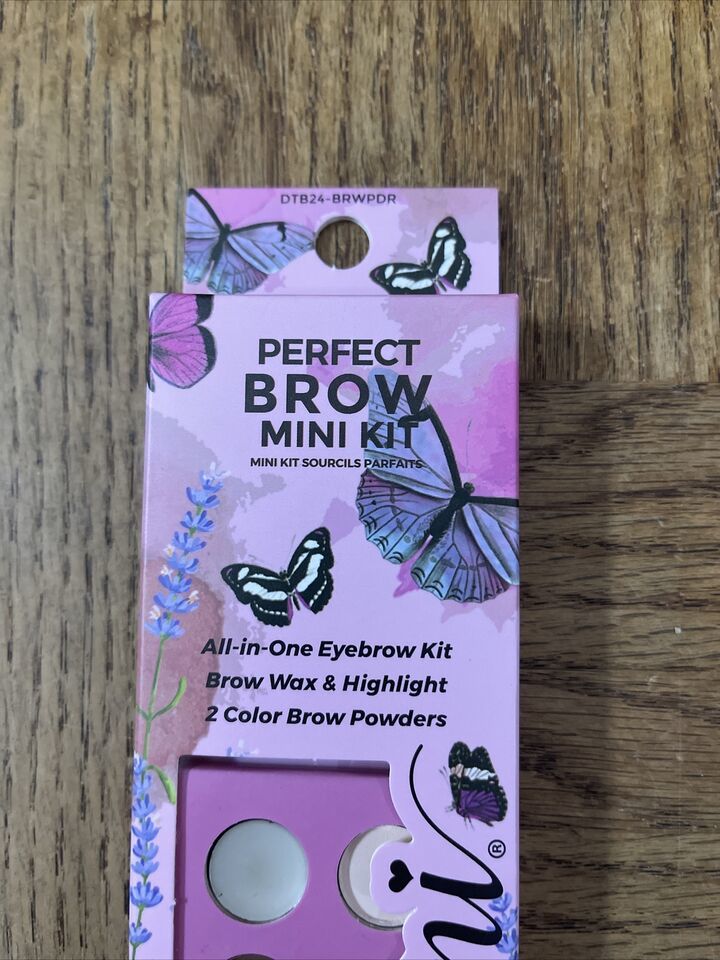 DTB24-BRWPDR
PERFECT
BROW
MINI KIT
MINI KIT SOURCILS PARFAITS
All-in-One Eyebrow Kit
Brow Wax & Highlight
2 Color Brow Powders
®